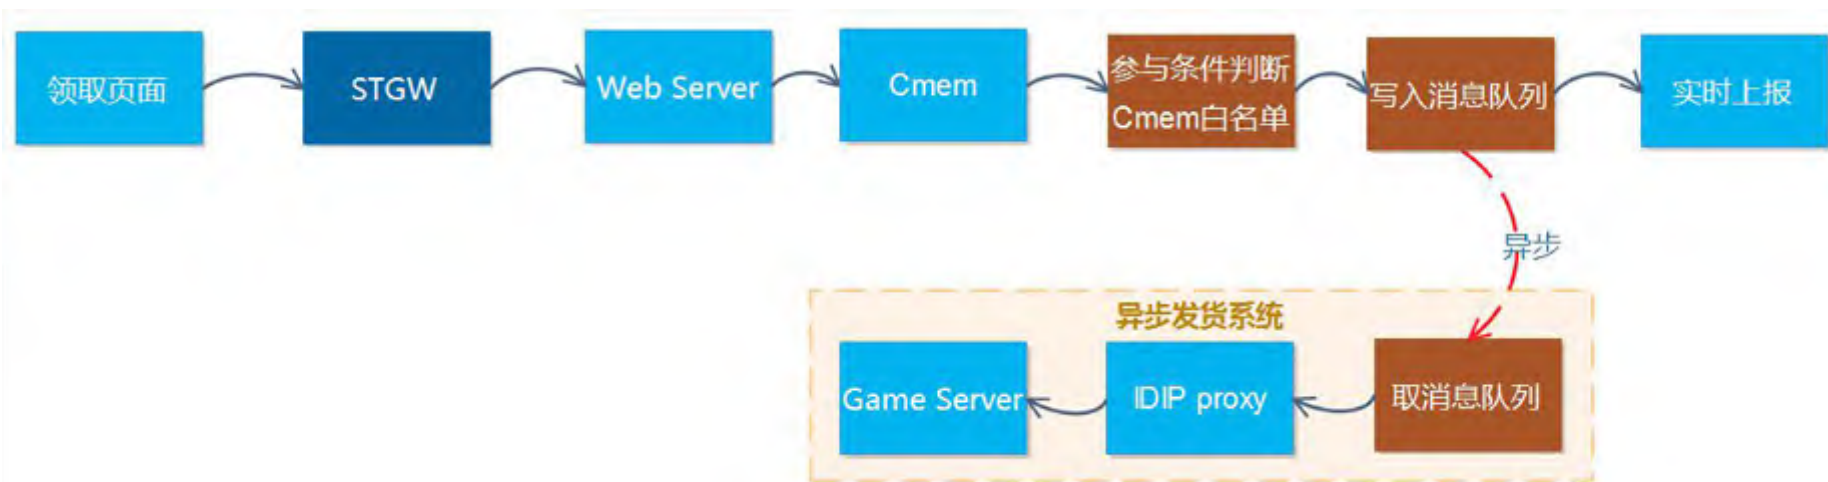 领取页面
STGW
Web Server
Cmem
参与条件判断
Cmem白名单
写入消息队列
实时上报
异步
异步发货系统
Game Server
IDIP proxy
取消息队列